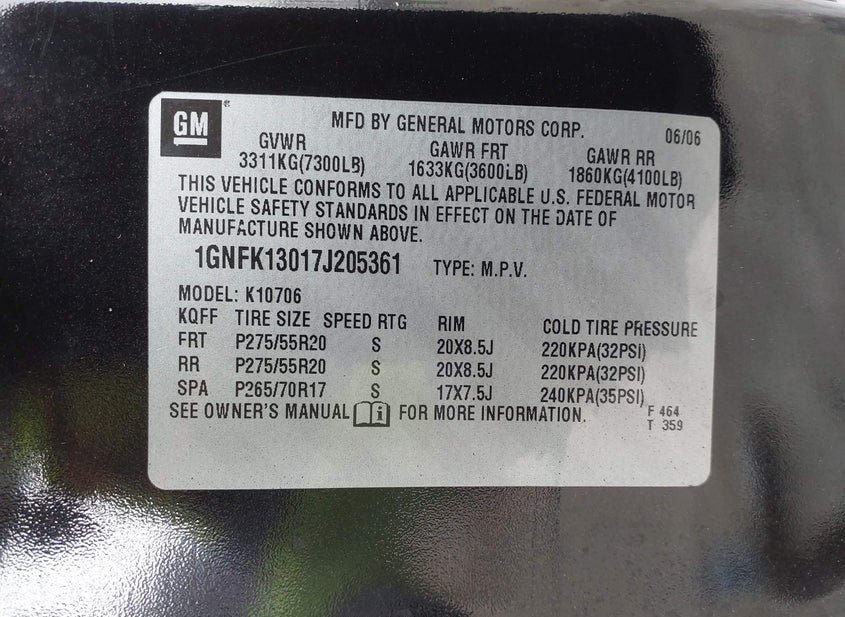 GM® MFD BY GENERAL MOTORS CORP. 06/06
GVWR GAWR FRT GAWR RR
3311KG(7300LB) 1633KG(3600LB) 1860KG(4100LB)
THIS VEHICLE CONFORMS TO ALL APPLICABLE U.S. FEDERAL MOTOR
VEHICLE SAFETY STANDARDS IN EFFECT ON THE DATE OF
MANUFACTURE SHOWN ABOVE.
1GNFK13017J205361 TYPE: M.P.V.
MODEL: K10706
KQFF TIRE SIZE SPEED RTG RIM COLD TIRE PRESSURE
FRT P275/55R20 S 20X8.5J 220KPA(32PSI)
RR P275/55R20 S 20X8.5J 220KPA(32PSI)
SPA P265/70R17 S 17X7.5J 240KPA(35PSI)
SEE OWNER'S MANUAL i FOR MORE INFORMATION. F 464
T 359